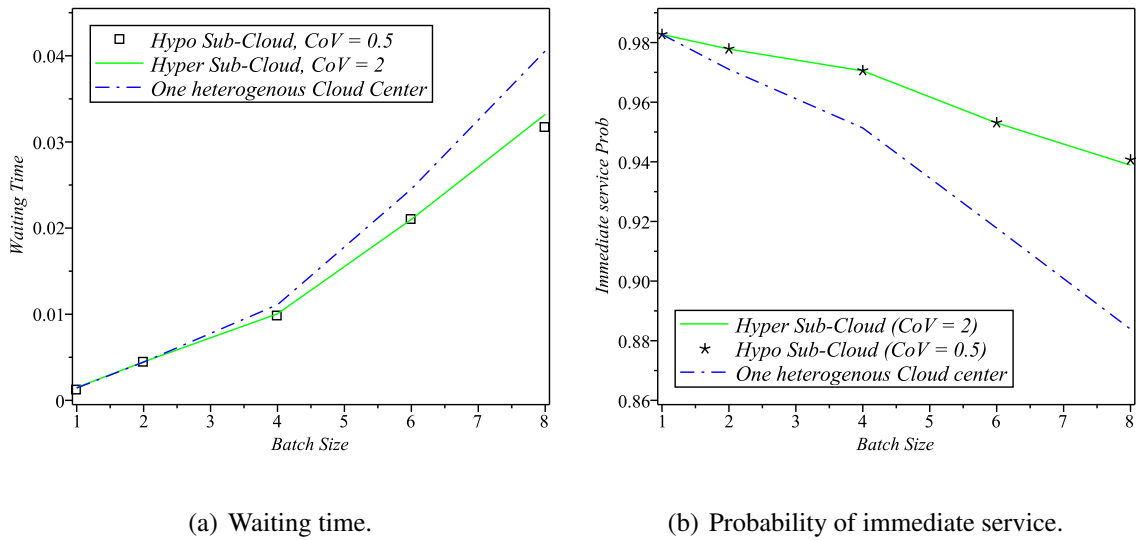 0.04
0.03
0.02
0.01
0
Waiting Time
Hypo Sub-Cloud, CoV = 0.5
Hyper Sub-Cloud, CoV = 2
One heterogenous Cloud Center
1 2 3 4 5 6 7 8
Batch Size
(a) Waiting time.
0.98
0.96
0.94
0.92
0.90
0.88
0.86
Immediate service Prob
Hyper Sub-Cloud (CoV = 2)
Hypo Sub-Cloud (CoV = 0.5)
One heterogenous Cloud center
1 2 3 4 5 6 7 8
Batch Size
(b) Probability of immediate service.